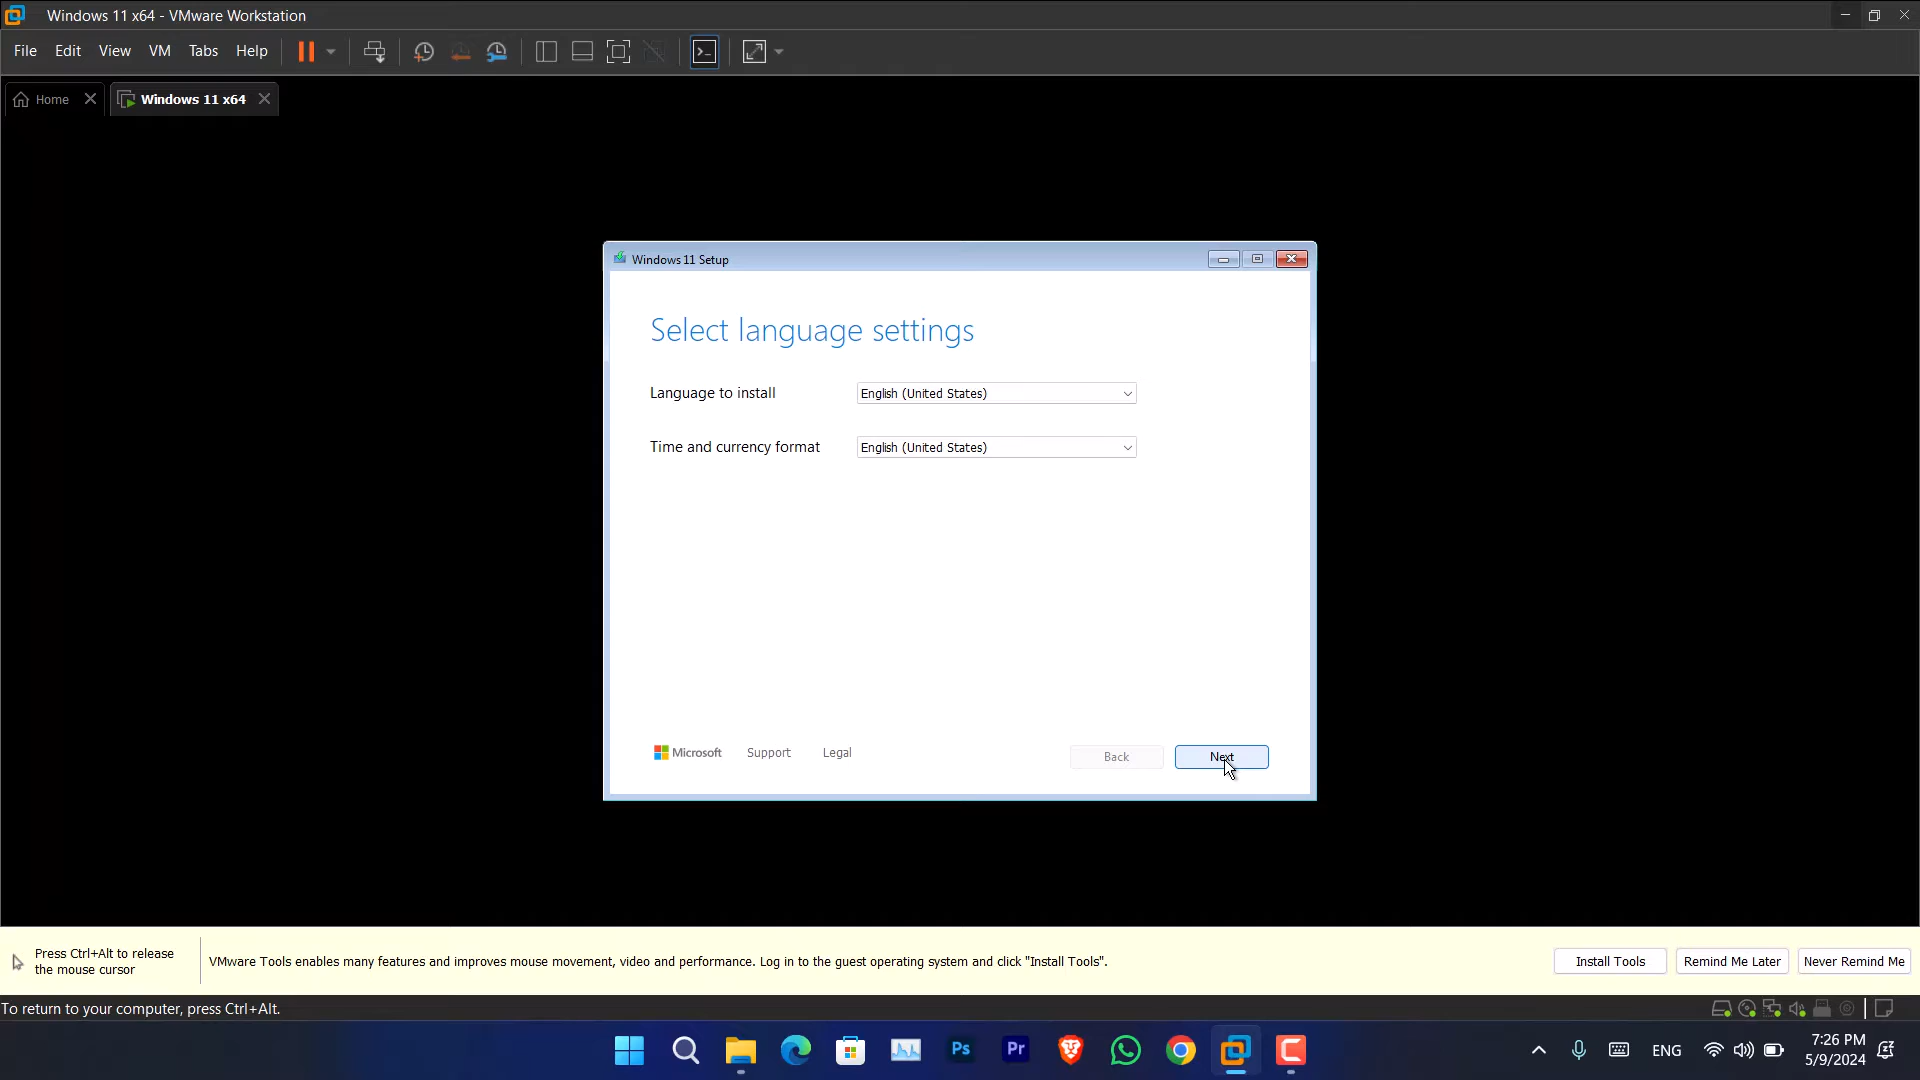 Windows 11 x64 - VMware Workstation
File Edit View VM Tabs Help
Home Windows 11 x64
Windows 11 Setup
Select language settings
Language to install English (United States)
Time and currency format English (United States)
Microsoft Support Legal Back Next
Press Ctrl+Alt to release
the mouse cursor
VMware Tools enables many features and improves mouse movement, video and performance. Log in to the guest operating system and click "Install Tools".
Install Tools Remind Me Later Never Remind Me
To return to your computer, press Ctrl+Alt.
Ps Pr ENG 7:26 PM
5/9/2024